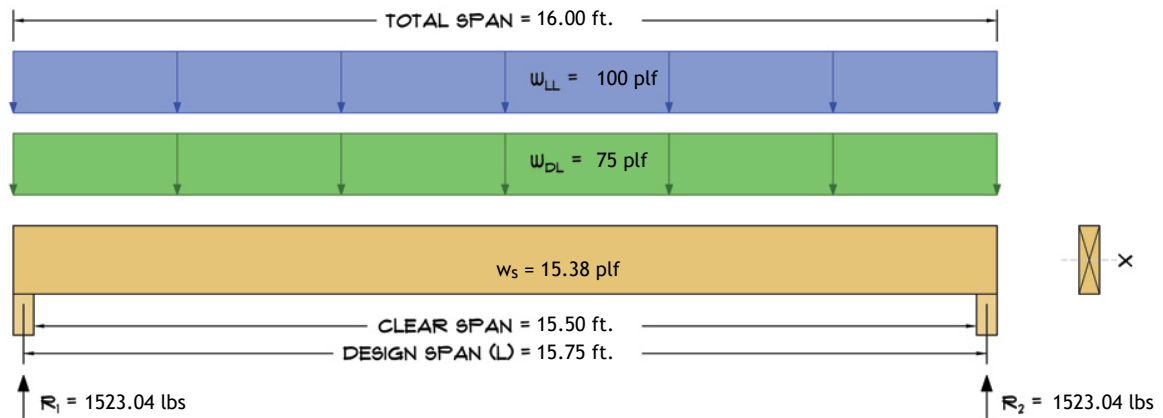 TOTAL SPAN = 16.00 ft.
WLL = 100 plf
WDL = 75 plf
ws = 15.38 plf
X
CLEAR SPAN = 15.50 ft.
DESIGN SPAN (L) = 15.75 ft.
R1 = 1523.04 lbs
R2 = 1523.04 lbs